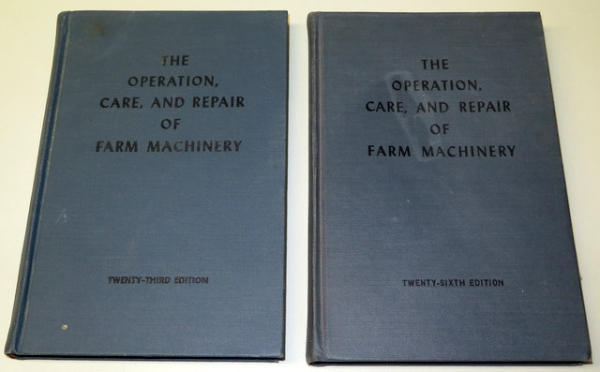 THE
OPERATION,
CARE, AND REPAIR
OF
FARM MACHINERY
TWENTY-THIRD EDITION
THE
OPERATION,
CARE, AND REPAIR
OF
FARM MACHINERY
TWENTY-SIXTH EDITION